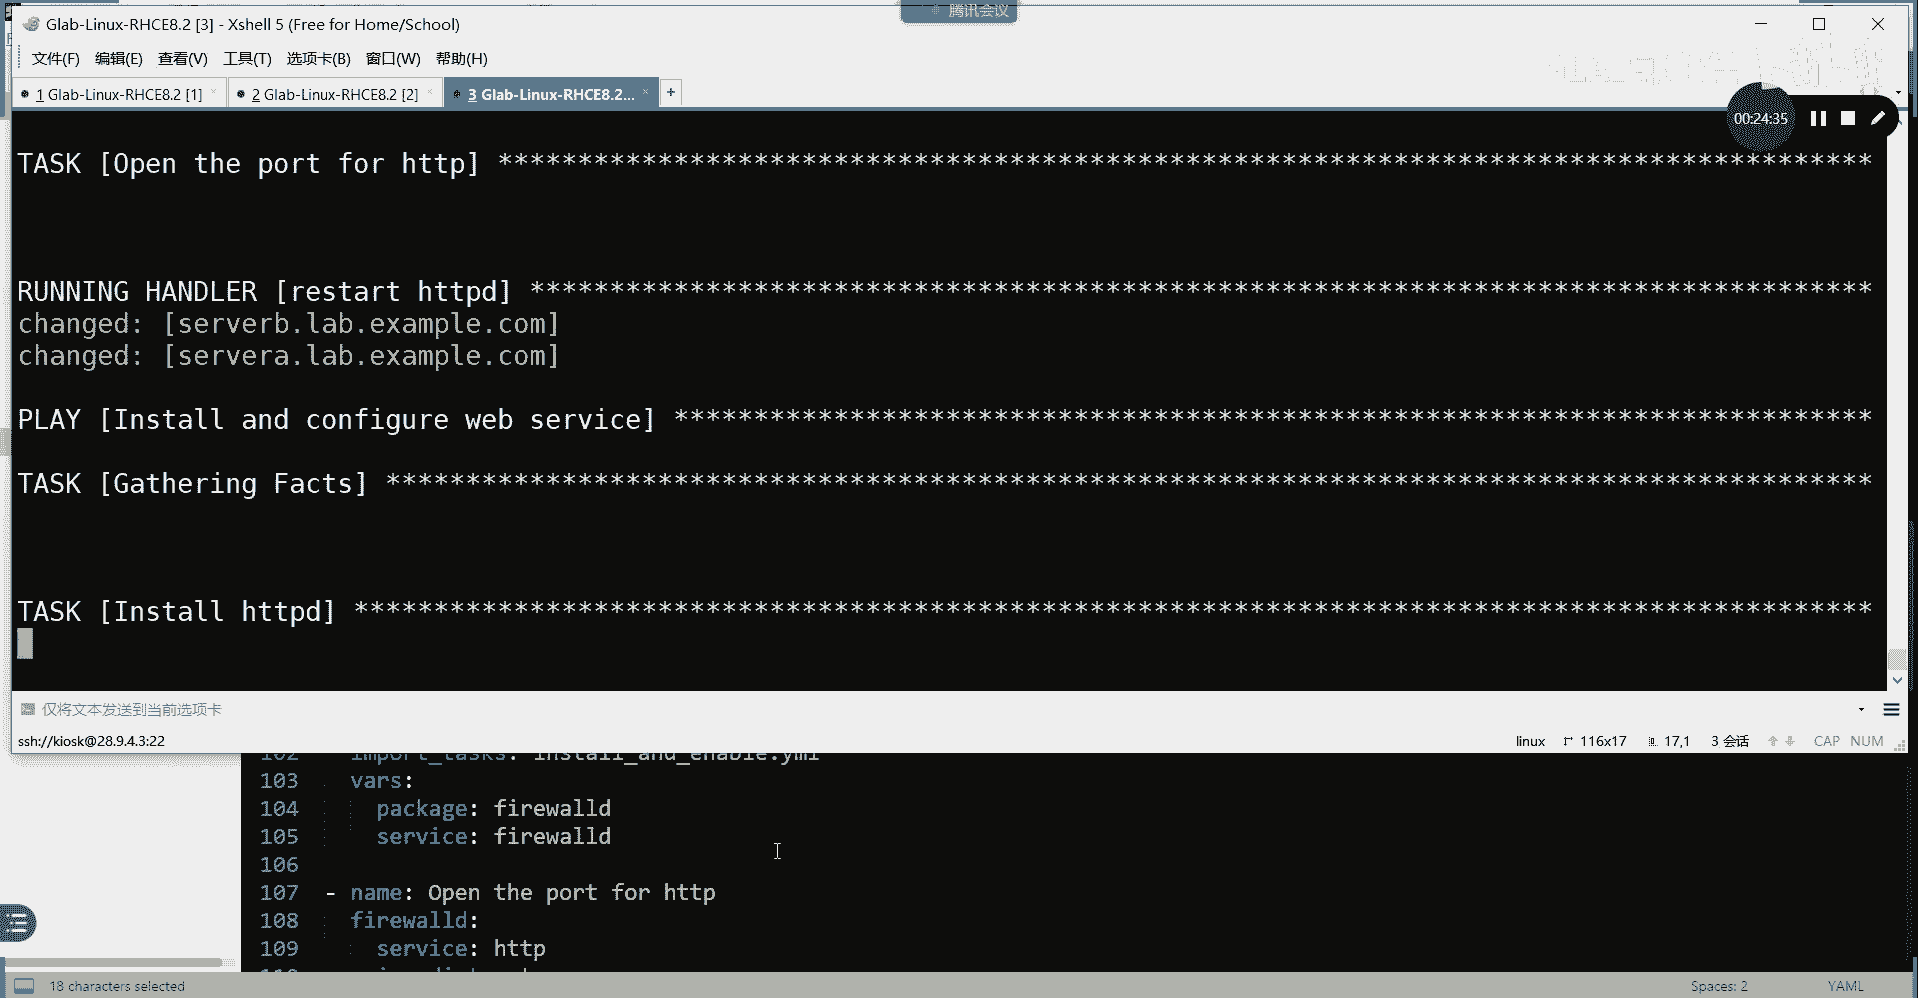 腾讯会议
Glab-Linux-RHCE8.2 [3] - Xshell 5 (Free for Home/School)
文件(F) 编辑(E) 查看(V) 工具(T) 选项卡(B) 窗口(W) 帮助(H)
1 Glab-Linux-RHCE8.2 [1] × 2 Glab-Linux-RHCE8.2 [2] × 3 Glab-Linux-RHCE8.2... × +
00:24:35
TASK [Open the port for http] **************************************************************************************
RUNNING HANDLER [restart httpd] ************************************************************************************
changed: [serverb.lab.example.com]
changed: [servera.lab.example.com]
PLAY [Install and configure web service] ***************************************************************************
TASK [Gathering Facts] *********************************************************************************************
TASK [Install httpd] ***********************************************************************************************
仅将文本发送到当前选项卡
ssh://kiosk@28.9.4.3:22 linux 116x17 17,1 3 会话 CAP NUM
102 import_tasks: install_and_enable.yml
103 vars:
104 package: firewalld
105 service: firewalld
106
107 - name: Open the port for http
108 firewalld:
109 service: http
18 characters selected Spaces: 2 YAML